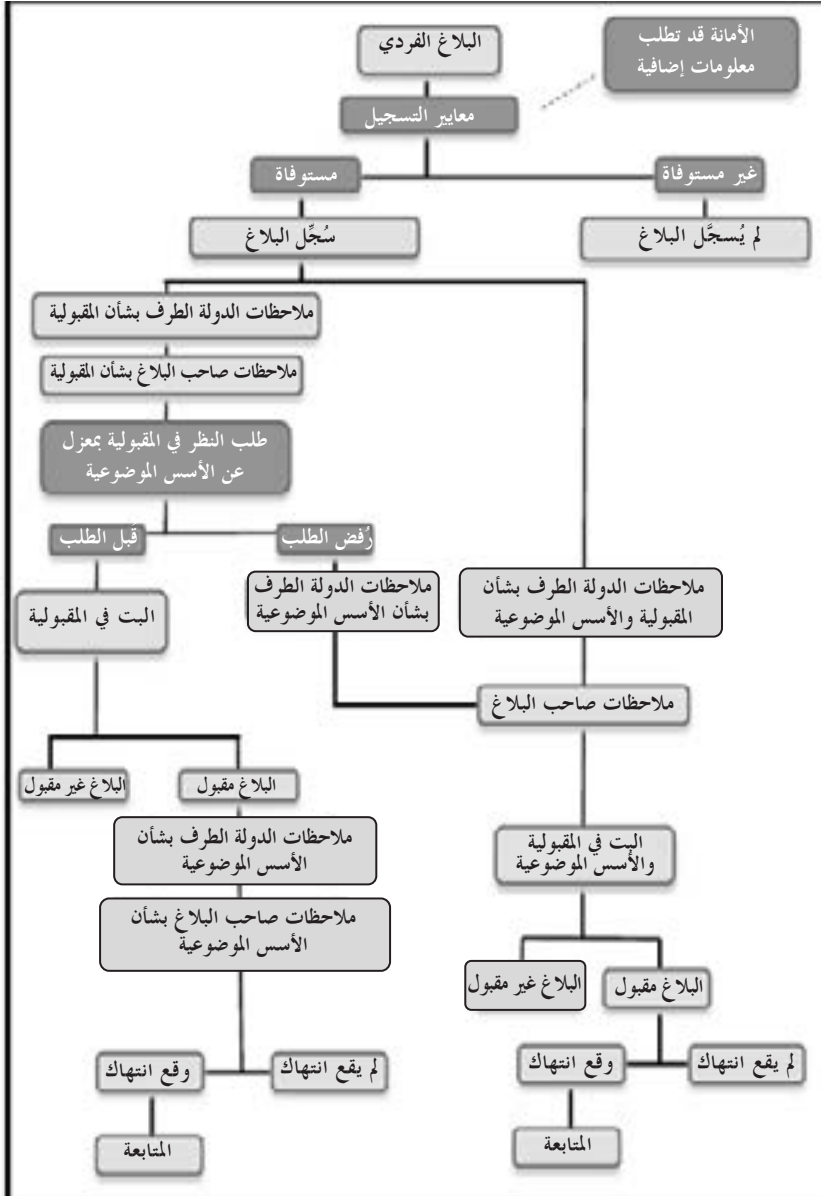 البلاغ الفردي
الأمانة قد تطلب
معلومات إضافية
معايير التسجيل
غير مستوفاة
مستوفاة
لم يُسجَّل البلاغ
سُجِّل البلاغ
ملاحظات الدولة الطرف بشأن المقبولية
ملاحظات صاحب البلاغ بشأن المقبولية
طلب النظر في المقبولية بمعزل
عن الأسس الموضوعية
رُفض الطلب
قَبل الطلب
ملاحظات الدولة الطرف بشأن
المقبولية والأسس الموضوعية
ملاحظات الدولة الطرف
بشأن الأسس الموضوعية
البت في المقبولية
ملاحظات صاحب البلاغ
البلاغ مقبول
البلاغ غير مقبول
ملاحظات الدولة الطرف بشأن
الأسس الموضوعية
البت في المقبولية
والأسس الموضوعية
ملاحظات صاحب البلاغ بشأن
الأسس الموضوعية
البلاغ مقبول
البلاغ غير مقبول
لم يقع انتهاك
وقع انتهاك
لم يقع انتهاك
وقع انتهاك
المتابعة
المتابعة